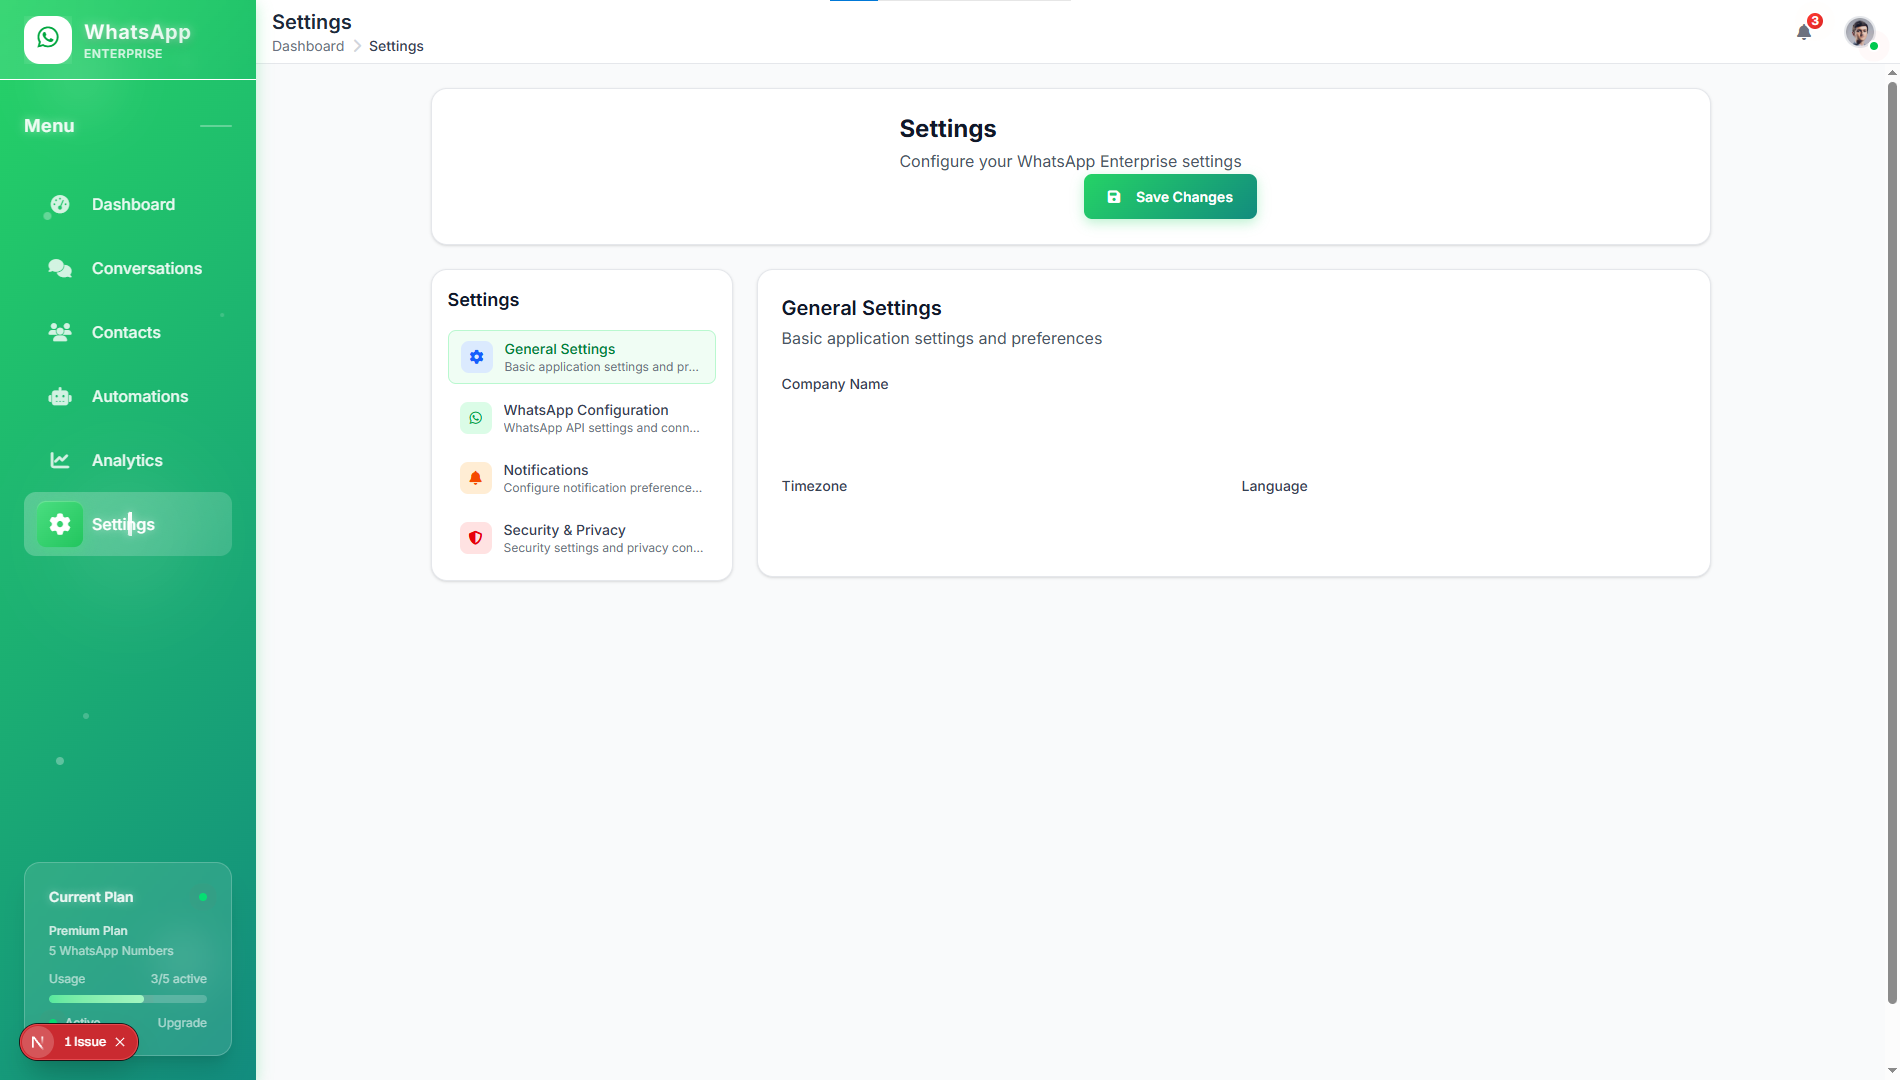 WhatsApp
ENTERPRISE
Menu
Dashboard
Conversations
Contacts
Automations
Analytics
Settings
Current Plan
Premium Plan
5 WhatsApp Numbers
Usage 3/5 active
Active Upgrade
N 1 Issue
Settings
Dashboard Settings
3
Settings
Configure your WhatsApp Enterprise settings
Save Changes
Settings
General Settings
Basic application settings and pr...
WhatsApp Configuration
WhatsApp API settings and conn...
Notifications
Configure notification preference...
Security & Privacy
Security settings and privacy con...
General Settings
Basic application settings and preferences
Company Name
Timezone Language